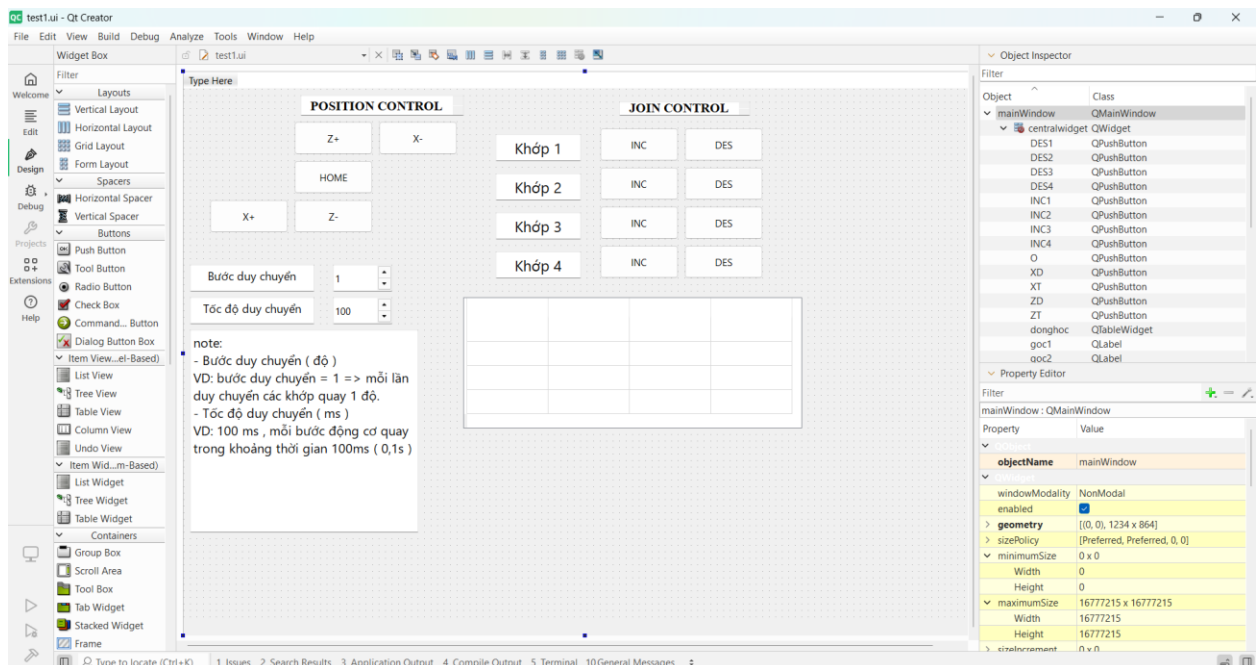 QC test1.ui - Qt Creator
File Edit View Build Debug Analyze Tools Window Help
Widget Box
test1.ui
Object Inspector
Welcome
Edit
Design
Debug
Projects
Extensions
Help
Filter
Layouts
Vertical Layout
Horizontal Layout
Grid Layout
Form Layout
Spacers
Horizontal Spacer
Vertical Spacer
Buttons
Push Button
Tool Button
Radio Button
Check Box
Command... Button
Dialog Button Box
Item View...el-Based)
List View
Tree View
Table View
Column View
Undo View
Item Wid...m-Based)
List Widget
Tree Widget
Table Widget
Containers
Group Box
Scroll Area
Tool Box
Tab Widget
Stacked Widget
Frame
Type Here
POSITION CONTROL
Z+ X-
HOME
X+ Z-
Bước duy chuyển 1
Tốc độ duy chuyển 100
note:
- Bước duy chuyển ( độ )
VD: bước duy chuyển = 1 => mỗi lần
duy chuyển các khớp quay 1 độ.
- Tốc độ duy chuyển ( ms )
VD: 100 ms , mỗi bước động cơ quay
trong khoảng thời gian 100ms ( 0,1s )
JOIN CONTROL
Khớp 1 INC DES
Khớp 2 INC DES
Khớp 3 INC DES
Khớp 4 INC DES
Filter
Object Class
mainWindow QMainWindow
centralwidget QWidget
DES1 QPushButton
DES2 QPushButton
DES3 QPushButton
DES4 QPushButton
INC1 QPushButton
INC2 QPushButton
INC3 QPushButton
INC4 QPushButton
O QPushButton
XD QPushButton
XT QPushButton
ZD QPushButton
ZT QPushButton
donghoc QTableWidget
goc1 QLabel
goc2 QLabel
Property Editor
Filter
mainWindow : QMainWindow
Property Value
QObject
objectName mainWindow
windowModality NonModal
enabled
geometry [(0, 0), 1234 x 864]
sizePolicy [Preferred, Preferred, 0, 0]
minimumSize 0 x 0
Width 0
Height 0
maximumSize 16777215 x 16777215
Width 16777215
Height 16777215
sizeIncrement 0 x 0
Type to locate (Ctrl+K) 1 Issues 2 Search Results 3 Application Output 4 Compile Output 5 Terminal 10 General Messages